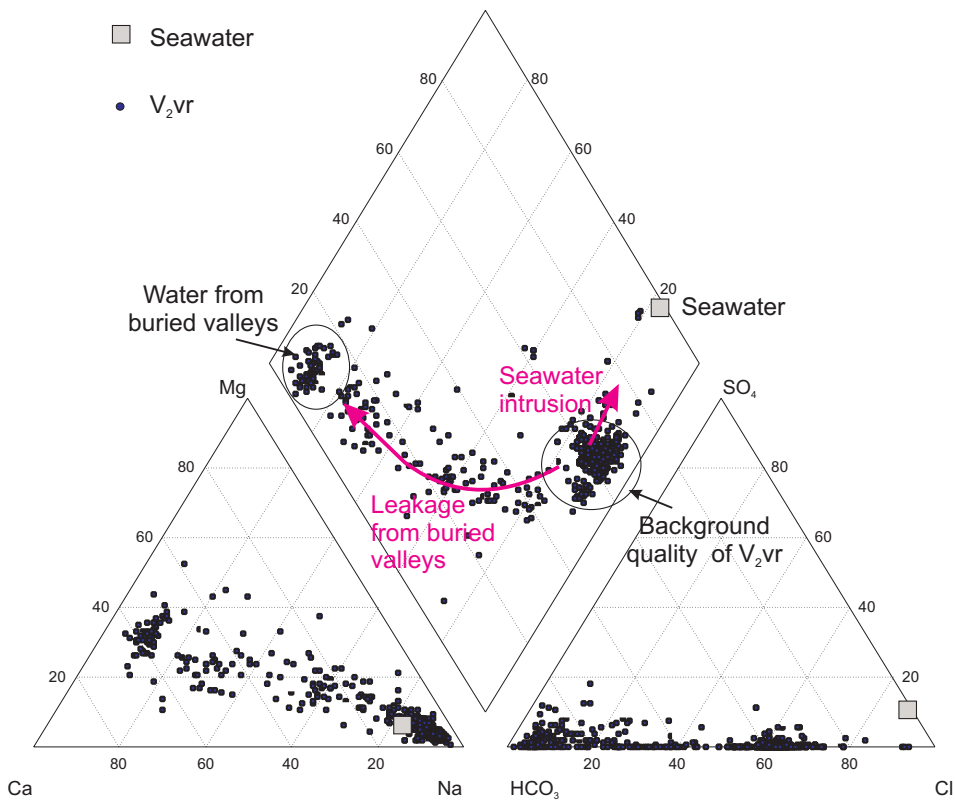 Seawater
V₂vr
80
80
60
60
40
40
20
20
Water from
buried valleys
Seawater
Seawater
intrusion
Mg
SO₄
80
80
Leakage
from buried
valleys
Background
quality of V₂vr
60
60
40
40
20
20
80
60
40
20
20
40
60
80
Ca
Na
HCO₃
Cl